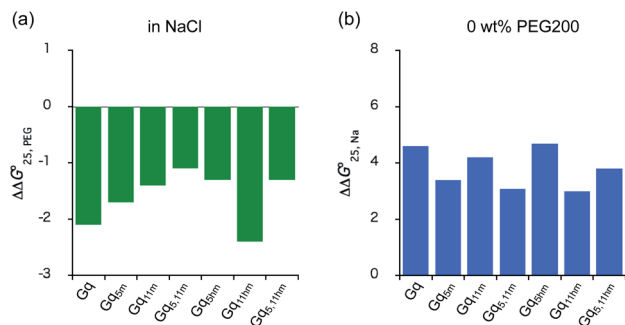 (a)
in NaCl
ΔΔG°25, PEG
1
0
-1
-2
-3
Gq
Gq5m
Gq11m
Gq5,11m
Gq5hm
Gq11hm
Gq5,11hm
(b)
0 wt% PEG200
ΔΔG°25, Na
8
6
4
2
0
Gq
Gq5m
Gq11m
Gq5,11m
Gq5hm
Gq11hm
Gq5,11hm